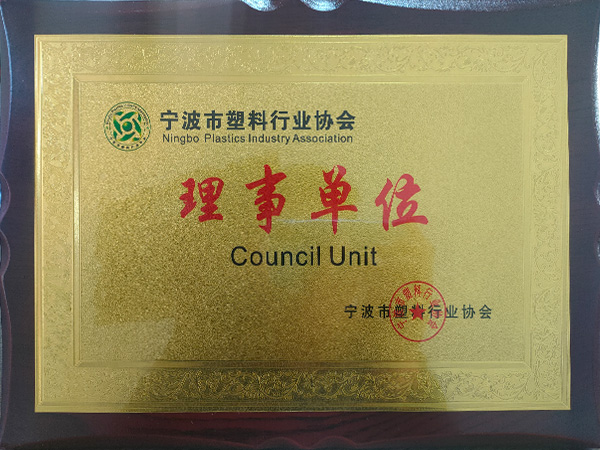 宁波市塑料行业协会
Ningbo Plastics Industry Association
理事单位
Council Unit
宁波市塑料行业协会